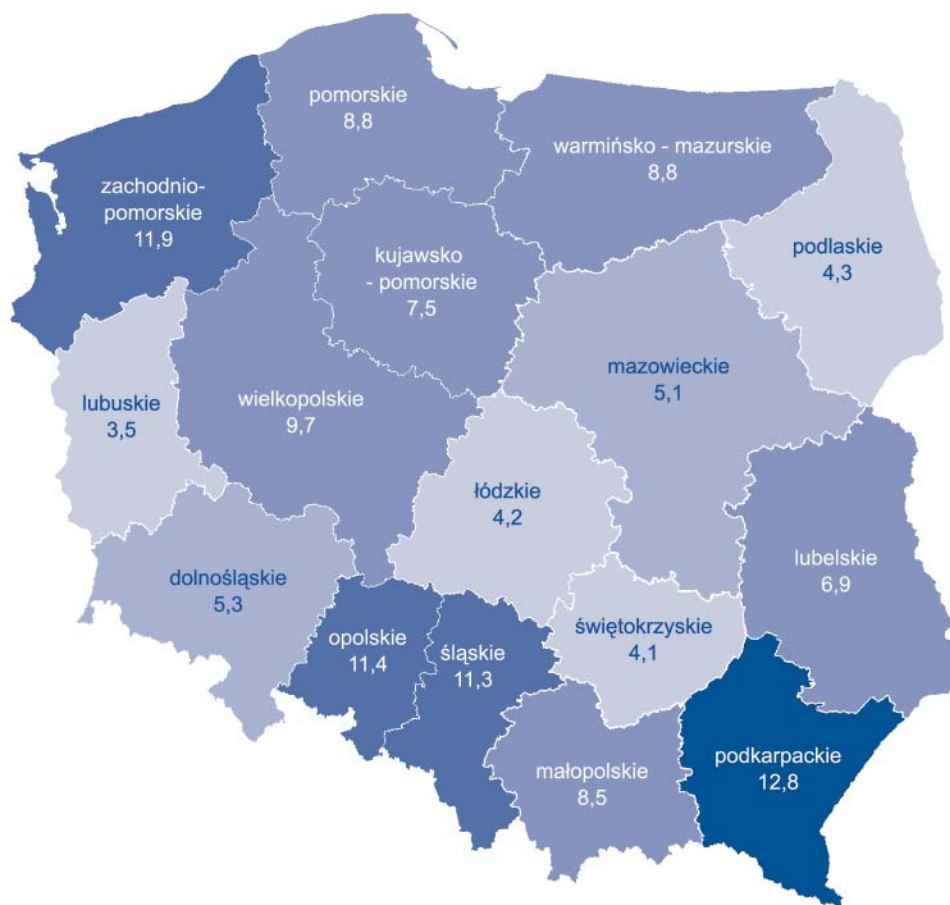 pomorskie
8,8
warmińsko - mazurskie
8,8
zachodnio-
pomorskie
11,9
podlaskie
4,3
kujawsko
- pomorskie
7,5
mazowieckie
5,1
lubuskie
3,5
wielkopolskie
9,7
łódzkie
4,2
lubelskie
6,9
dolnośląskie
5,3
opolskie
11,4
śląskie
11,3
świętokrzyskie
4,1
podkarpackie
12,8
małopolskie
8,5